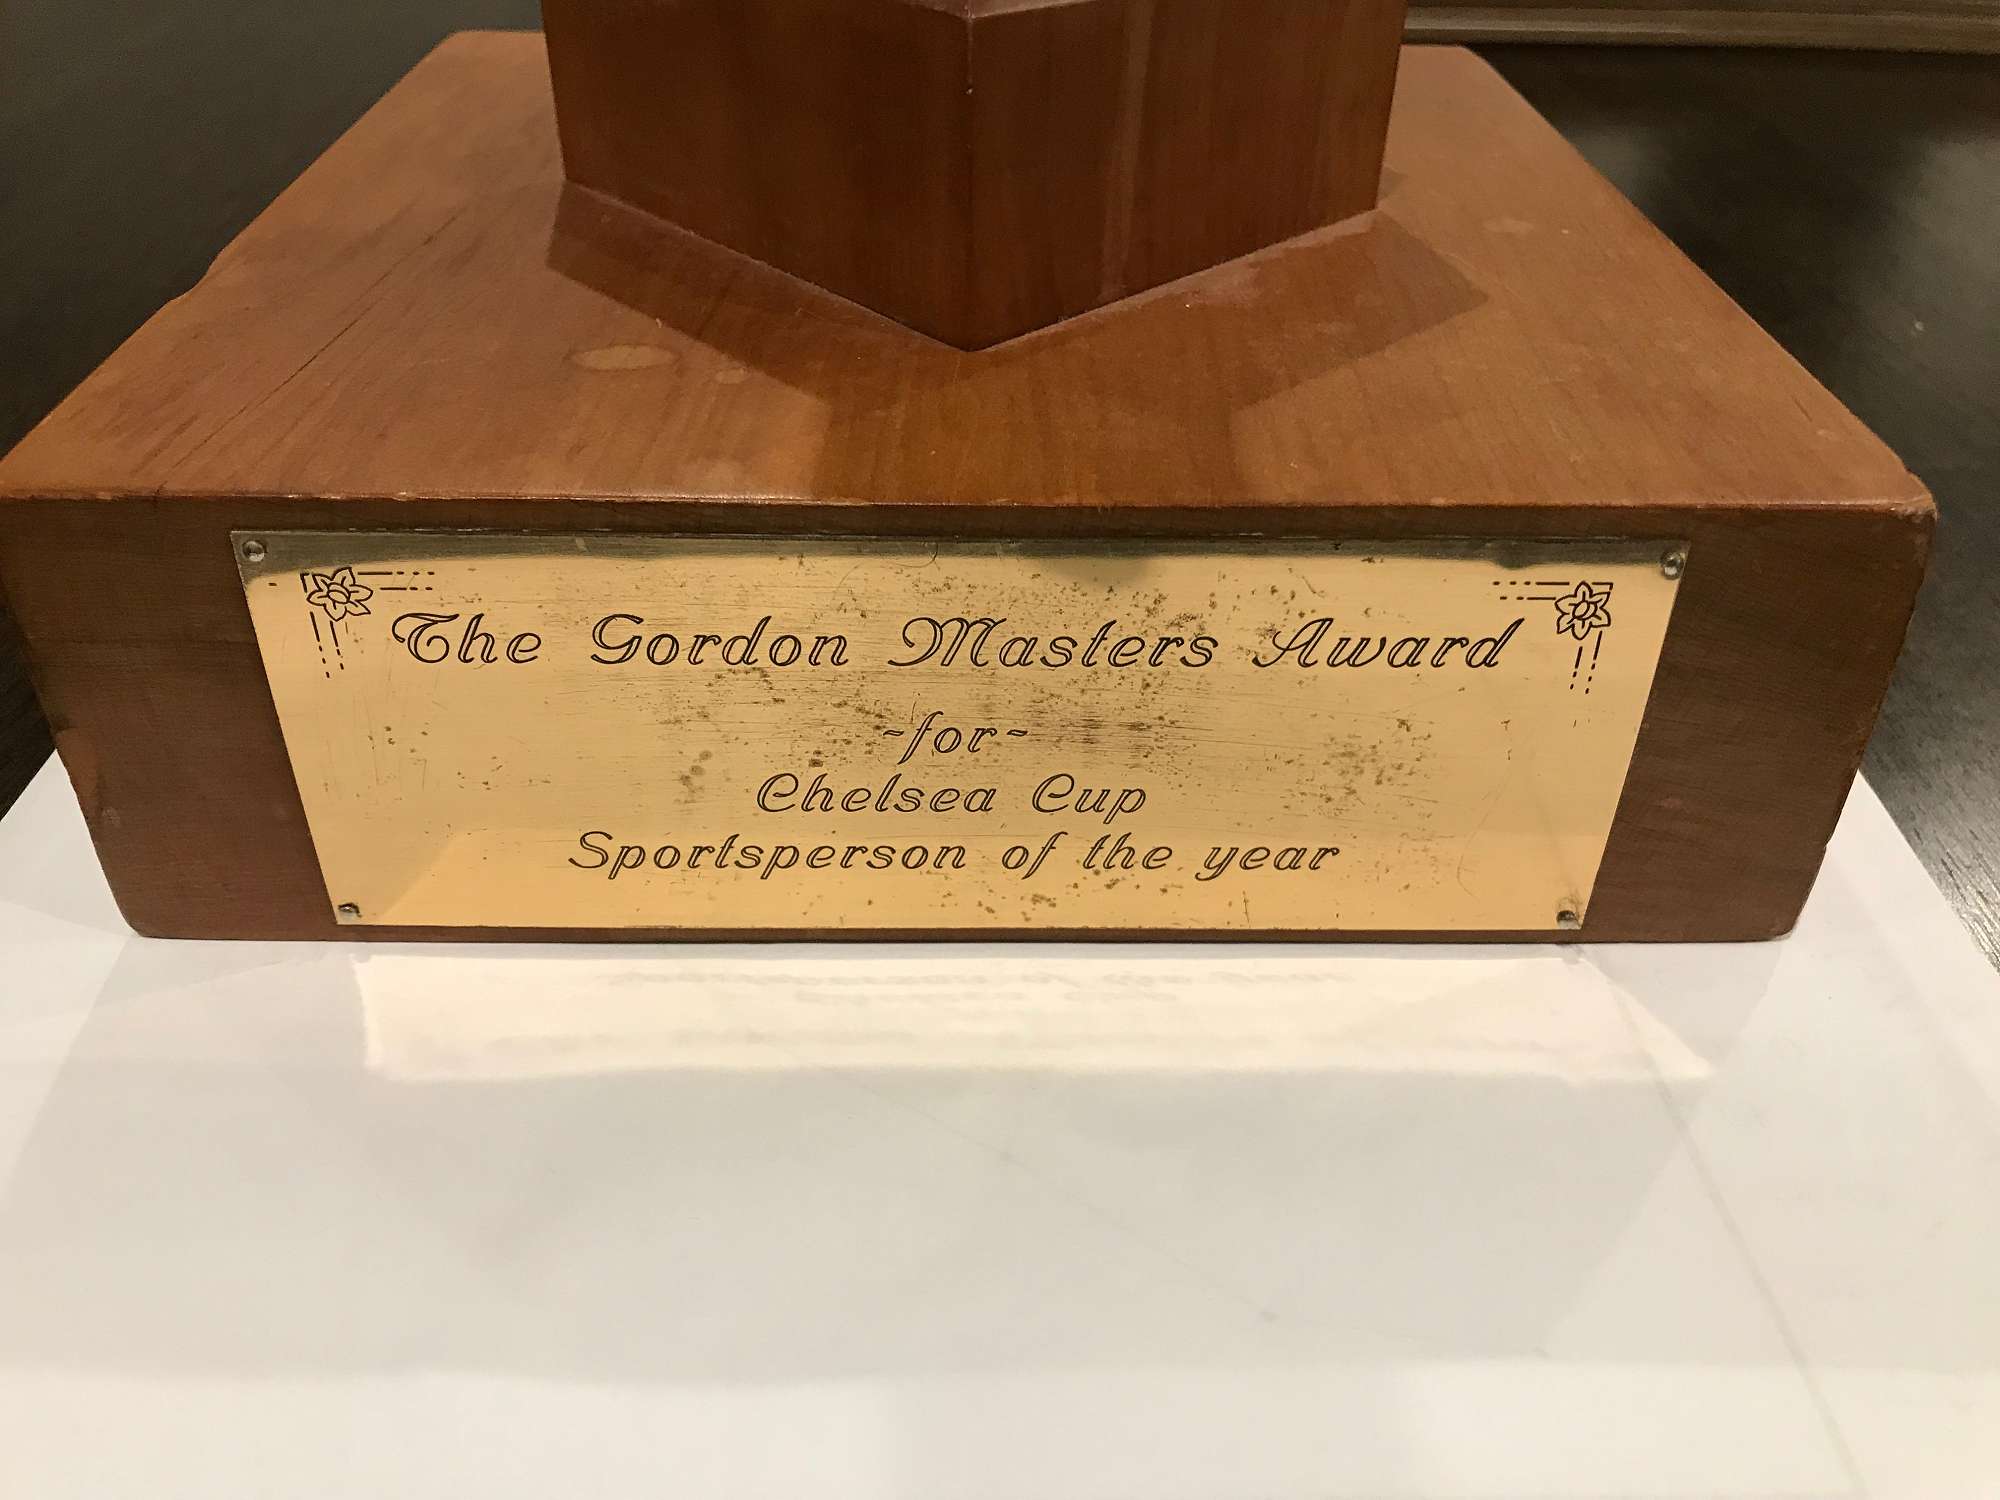 The Gordon Masters Award
-for-
Chelsea Cup
Sportsperson of the year